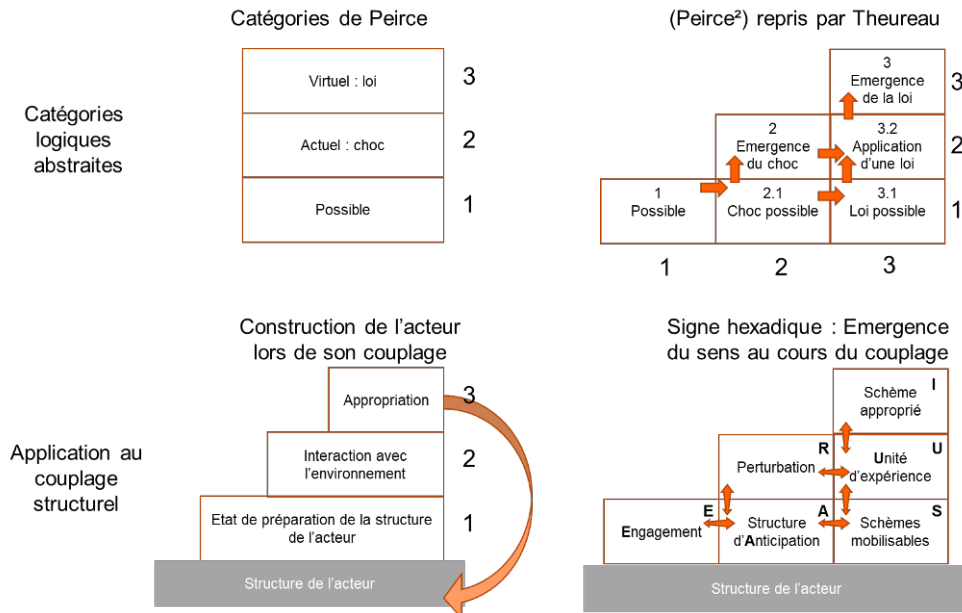 Catégories de Peirce
(Peirce²) repris par Theureau
Catégories
logiques
abstraites
Virtuel : loi
3
Actuel : choc
2
Possible
1
3
Emergence
de la loi
3
2
Emergence
du choc
3.2
Application
d'une loi
2
1
Possible
2.1
Choc possible
3.1
Loi possible
1
1
2
3
Construction de l'acteur
lors de son couplage
Signe hexadique : Emergence
du sens au cours du couplage
Application au
couplage
structurel
Appropriation
3
Interaction avec
l'environnement
2
Etat de préparation de la structure
de l'acteur
1
Structure de l'acteur
I
Schème
approprié
R
Perturbation
U
Unité
d'expérience
E
Engagement
A
Structure
d'Anticipation
S
Schèmes
mobilisables
Structure de l'acteur